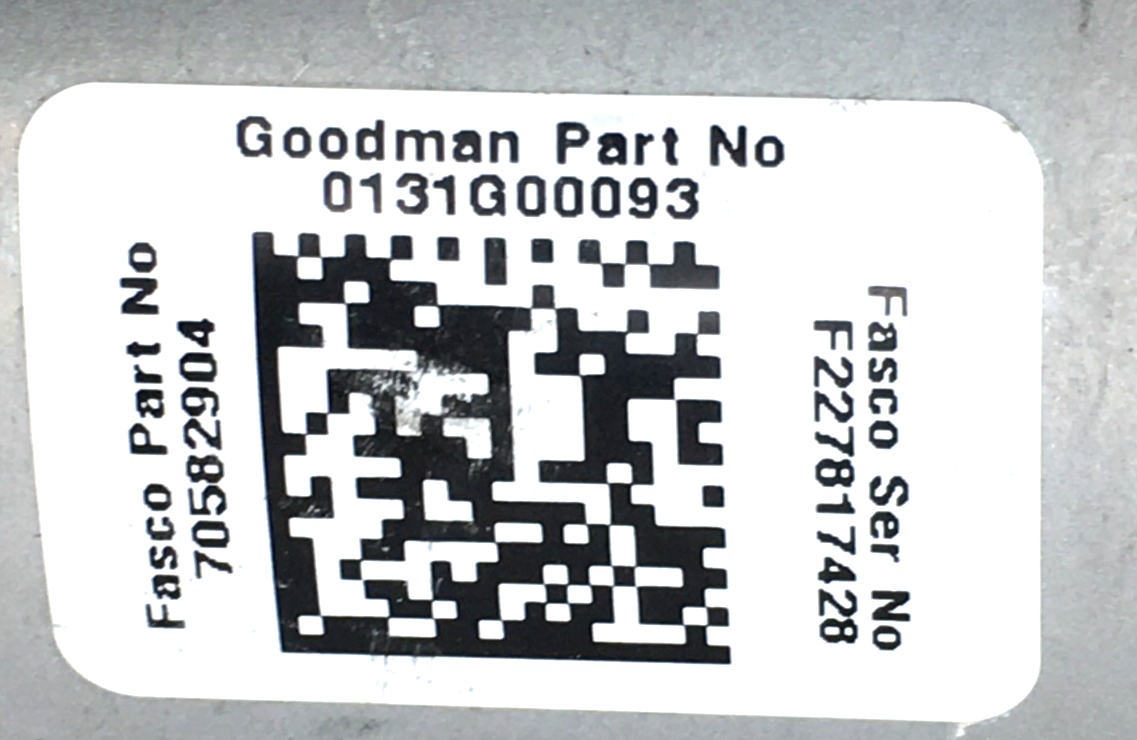 Goodman Part No
0131G00093
Fasco Part No
70582904
Fasco Ser No
F227817428